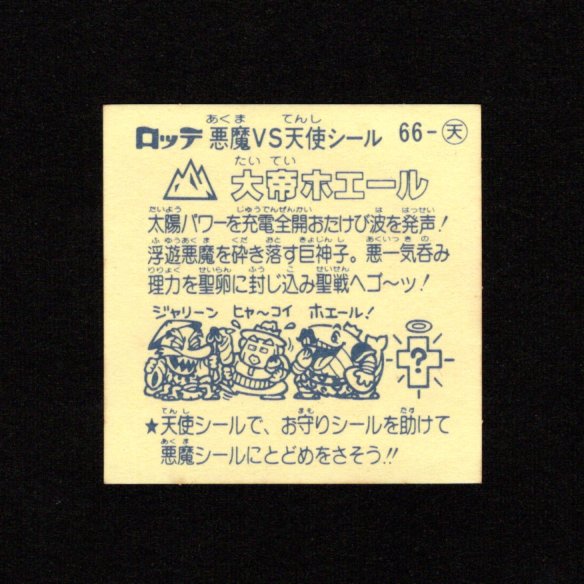 あくま てんし
ロッテ 悪魔VS天使シール 66-天
たい てい
大帝ホエール
たいよう じゅうでんぜんかい は はっせい
太陽パワーを充電全開おたけび波を発声!
ふゆうあくま くだ おと きょじんし あくいっきの
浮遊悪魔を砕き落す巨神子。悪一気呑み
りりょく せいらん ふう こ せいせん
理力を聖卵に封じ込み聖戦へゴ〜ッ!
ジャリーン ヒャ〜コイ ホエール!
?
てんし まも たす
★天使シールで、お守りシールを助けて
あくま
悪魔シールにとどめをさそう!!